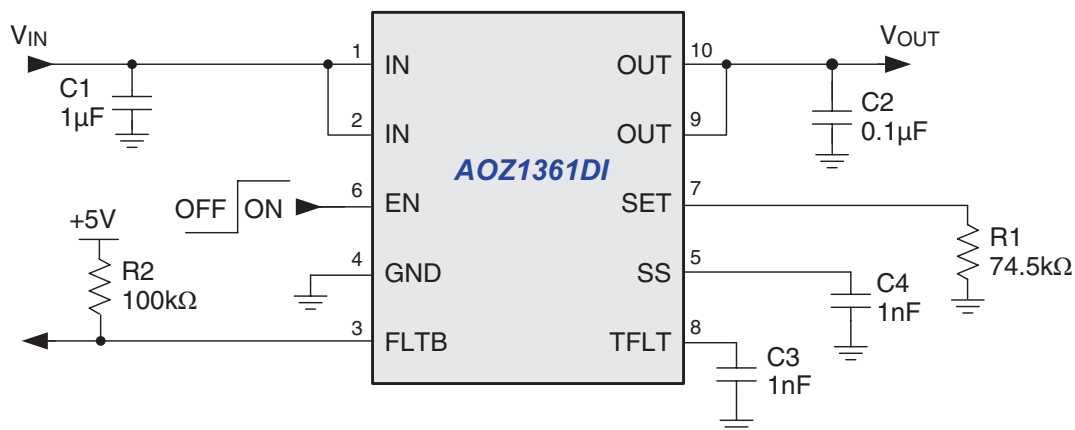 VIN
C1
1µF
1
IN
2
IN
OFF
ON
6
EN
+5V
R2
100kΩ
4
GND
3
FLTB
AOZ1361DI
OUT
10
VOUT
OUT
9
C2
0.1µF
SET
7
R1
74.5kΩ
SS
5
C4
1nF
TFLT
8
C3
1nF